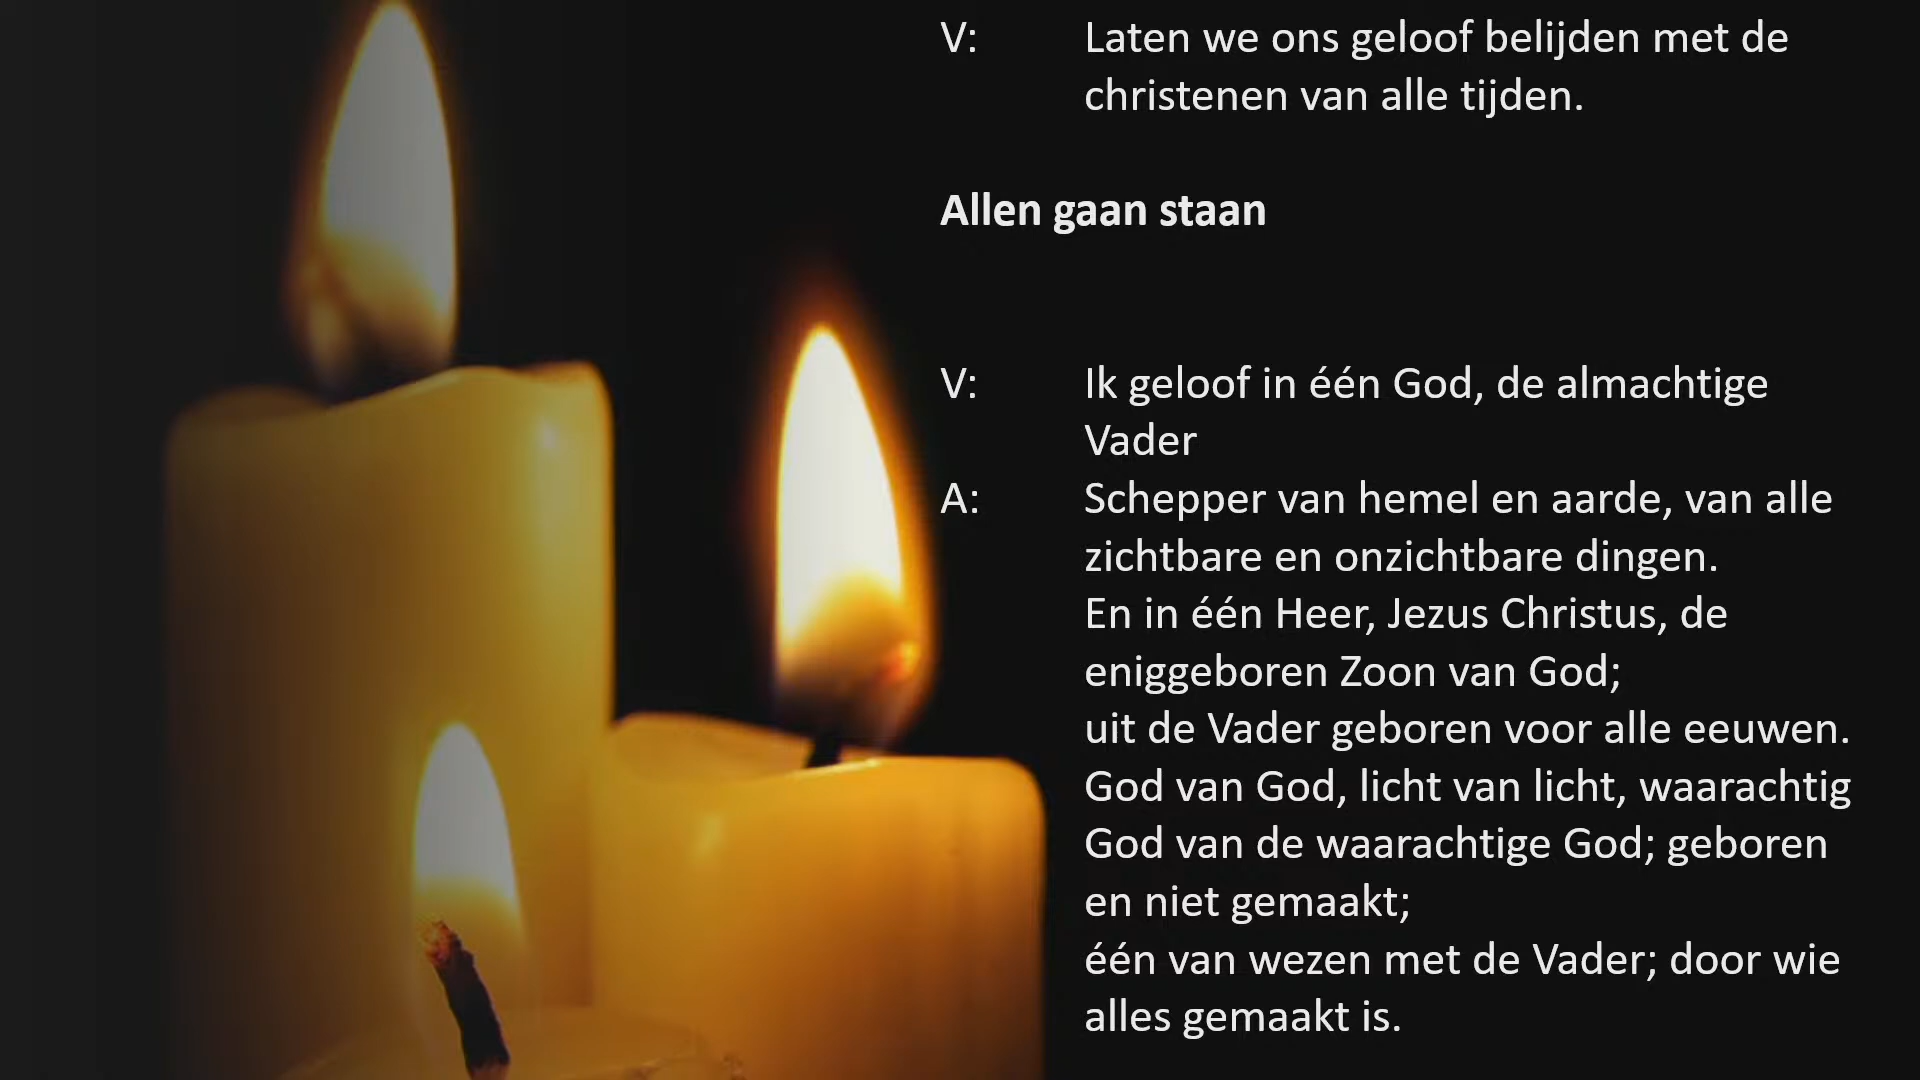 V: Laten we ons geloof belijden met de
christenen van alle tijden.
Allen gaan staan
V: Ik geloof in één God, de almachtige
Vader
A: Schepper van hemel en aarde, van alle
zichtbare en onzichtbare dingen.
En in één Heer, Jezus Christus, de
eniggeboren Zoon van God;
uit de Vader geboren voor alle eeuwen.
God van God, licht van licht, waarachtig
God van de waarachtige God; geboren
en niet gemaakt;
één van wezen met de Vader; door wie
alles gemaakt is.